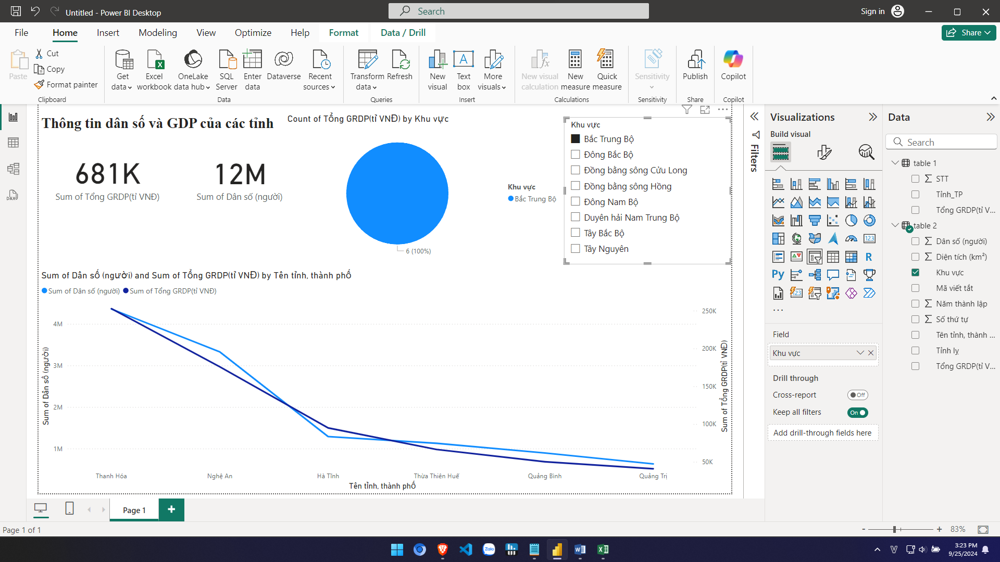 Untitled - Power BI Desktop
Search
Sign in
File
Home
Insert
Modeling
View
Optimize
Help
Format
Data / Drill
Share
Paste
Cut
Copy
Format painter
Clipboard
Get data
Excel workbook
OneLake data hub
SQL Server
Enter data
Dataverse
Recent sources
Data
Transform data
Refresh
Queries
New visual
Text box
More visuals
Insert
New visual calculation
New measure
Quick measure
Calculations
Sensitivity
Sensitivity
Publish
Share
Copilot
Copilot
Thông tin dân số và GDP của các tỉnh
681K
Sum of Tổng GRDP(tỉ VNĐ)
12M
Sum of Dân số (người)
Count of Tổng GRDP(tỉ VNĐ) by Khu vực
6 (100%)
Khu vực
Bắc Trung Bộ
Khu vực
Bắc Trung Bộ
Đông Bắc Bộ
Đồng bằng sông Cửu Long
Đồng bằng sông Hồng
Đông Nam Bộ
Duyên hải Nam Trung Bộ
Tây Bắc Bộ
Tây Nguyên
Sum of Dân số (người) and Sum of Tổng GRDP(tỉ VNĐ) by Tên tỉnh, thành phố
Sum of Dân số (người)
Sum of Tổng GRDP(tỉ VNĐ)
Sum of Dân số (người)
4M
3M
2M
1M
250K
200K
150K
100K
50K
Sum of Tổng GRDP(tỉ VNĐ)
Thanh Hóa
Nghệ An
Hà Tĩnh
Thừa Thiên Huế
Quảng Bình
Quảng Trị
Tên tỉnh, thành phố
Filters
Visualizations
Build visual
123
R
Py
123
Field
Khu vực
Drill through
Cross-report
Off
Keep all filters
On
Add drill-through fields here
Data
Search
table 1
STT
Tỉnh_TP
Tổng GRDP(tỉ V...
table 2
Dân số (người)
Diện tích (km²)
Khu vực
Mã viết tắt
Năm thành lập
Số thứ tự
Tên tỉnh, thành ...
Tỉnh lỵ
Tổng GRDP(tỉ V...
DAX
Page 1
Page 1 of 1
83%
Zalo
3:23 PM
9/25/2024